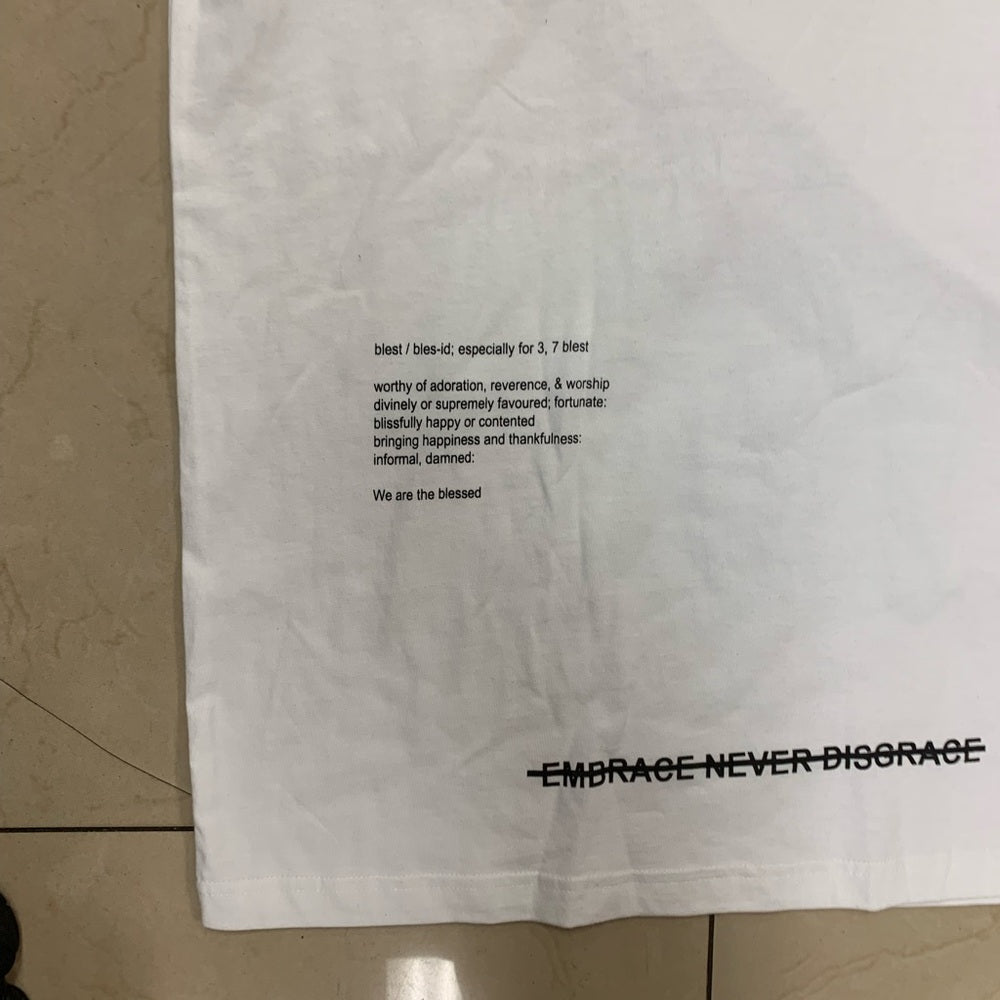 blest / bles-id; especially for 3, 7 blest
worthy of adoration, reverence, & worship
divinely or supremely favoured; fortunate:
blissfully happy or contented
bringing happiness and thankfulness:
informal, damned:
We are the blessed
EMBRACE NEVER DISGRACE